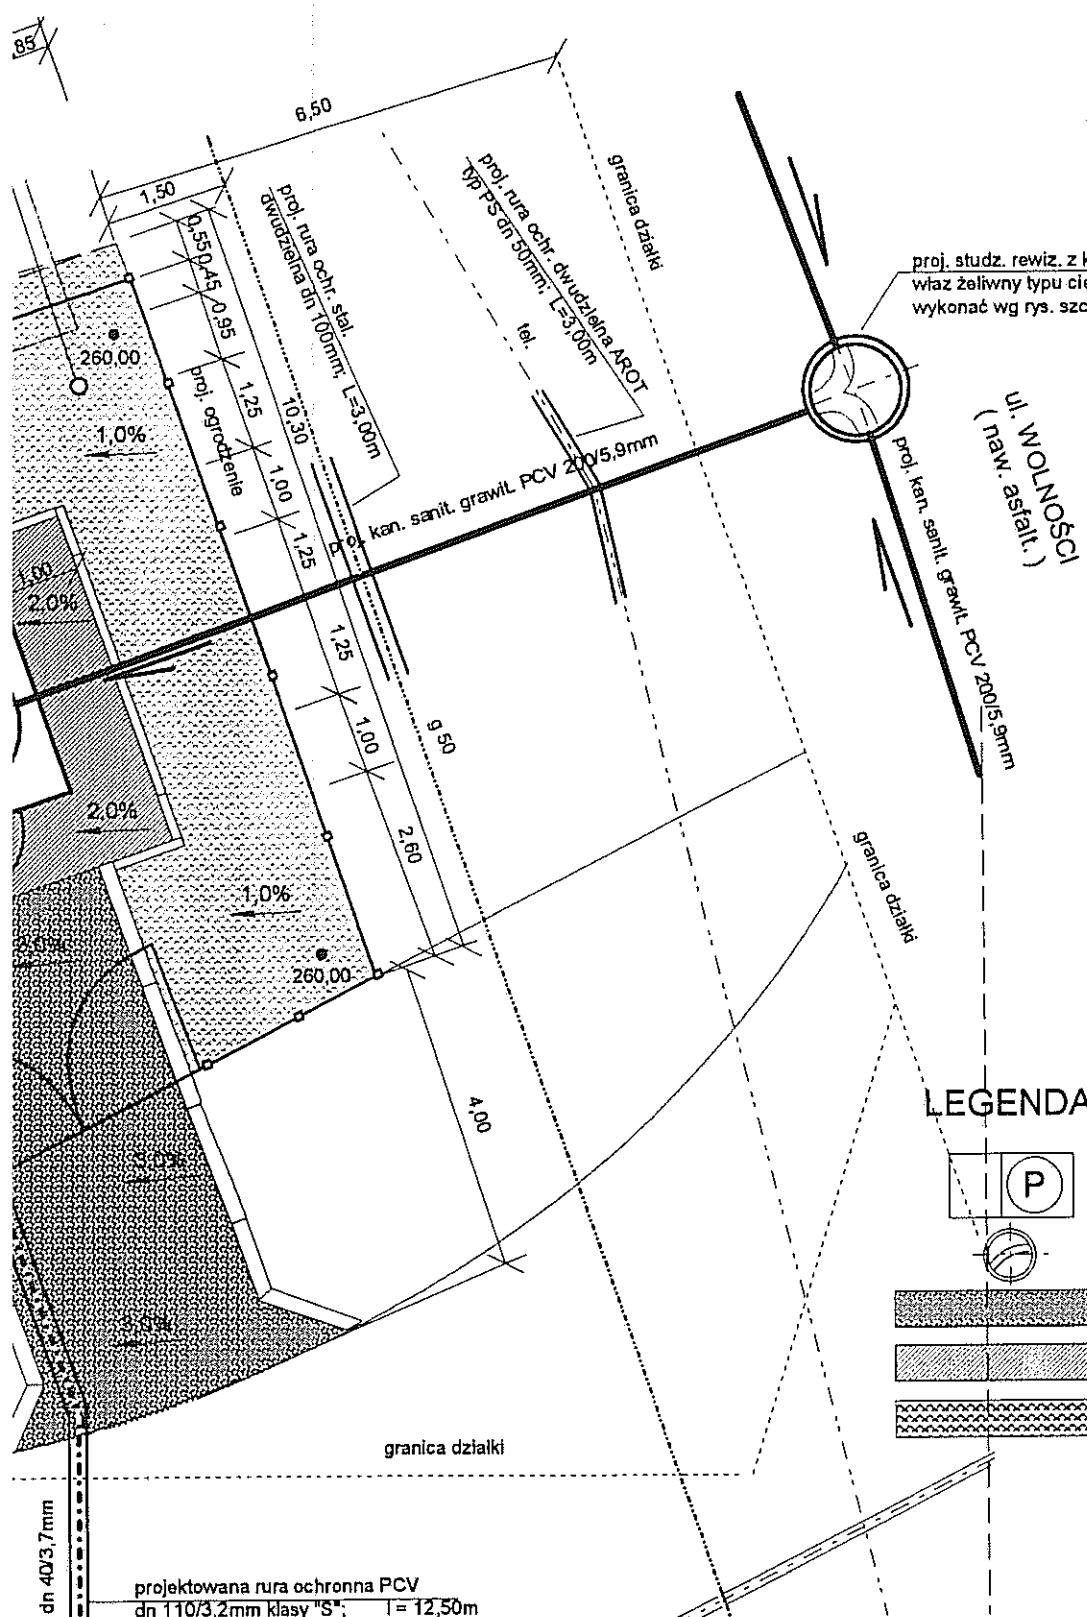 ,85
6,50
1,50
0,55
0,45
0,95
1,25
10,30
1,00
1,25
1,25
1,00
2,60
4,00
proj. rura ochr. stal.
dwudzielna dn 100mm; L=3,00m
proj. rura ochr. dwudzielna AROT
typ PS dn 50mm; L=3,00m
tel.
granica działki
proj. studz. rewiz. z
właz żeliwny typu
wykonać wg rys.
ul. WOLNOŚCI
( naw. asfalt. )
260,00
1,0%
proj. ogrodzenie
proj. kan. sanit. grawit. PCV 200/5,9mm
proj. kan. sanit. grawit. PCV 200/5,9mm
1,00
2,0%
g 50
2,0%
granica działki
1,0%
3,0%
260,00
LEGENDA
P
3,0%
3,0%
granica działki
dn 40/3,7mm
projektowana rura ochronna PCV
dn 110/3,2mm klasy "S"; l = 12,50m